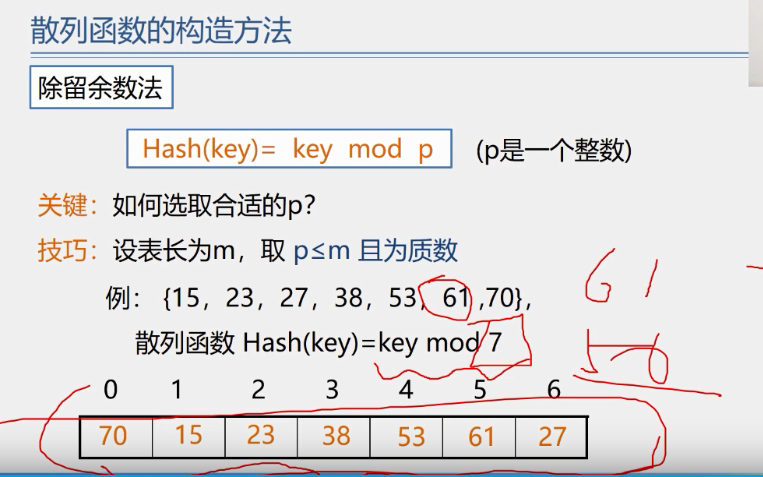 散列函数的构造方法
除留余数法
Hash(key)= key mod p (p是一个整数)
关键：如何选取合适的p?
技巧：设表长为m，取 p≤m 且为质数
例： {15，23，27，38，53，61 ,70},
61
散列函数 Hash(key)=key mod 7
0 1 2 3 4 5 6
70 15 23 38 53 61 27